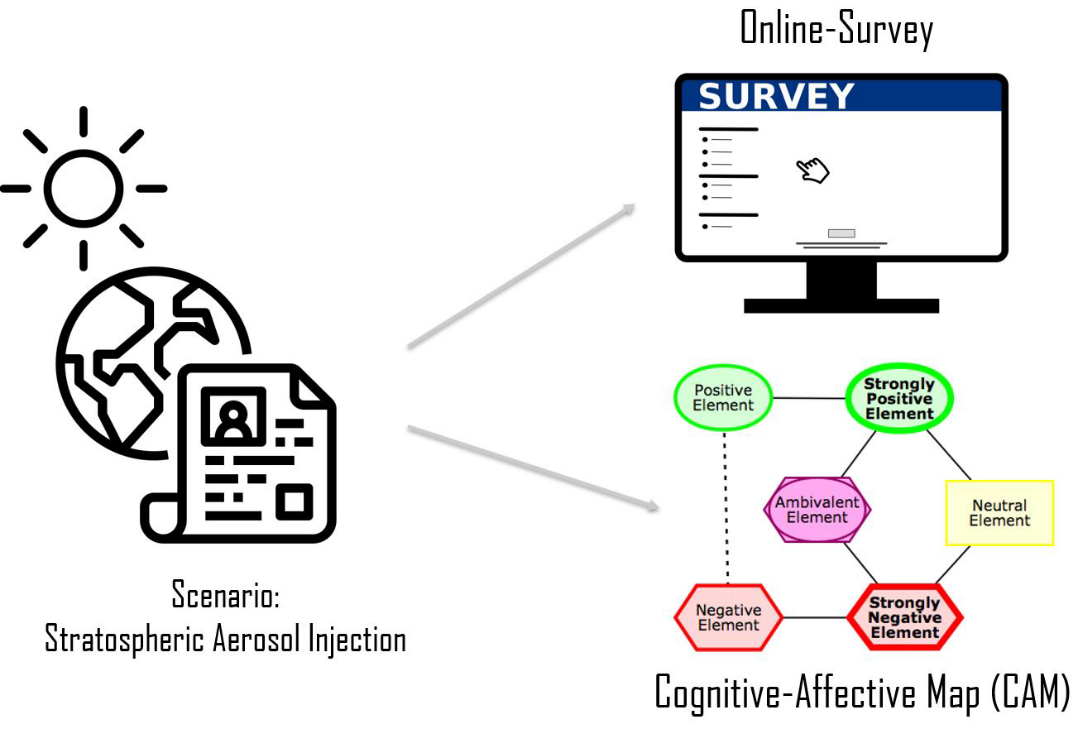 Online-Survey
SURVEY
Positive
Element
Strongly
Positive
Element
Ambivalent
Element
Neutral
Element
Negative
Element
Strongly
Negative
Element
Scenario:
Stratospheric Aerosol Injection
Cognitive-Affective Map (CAM)